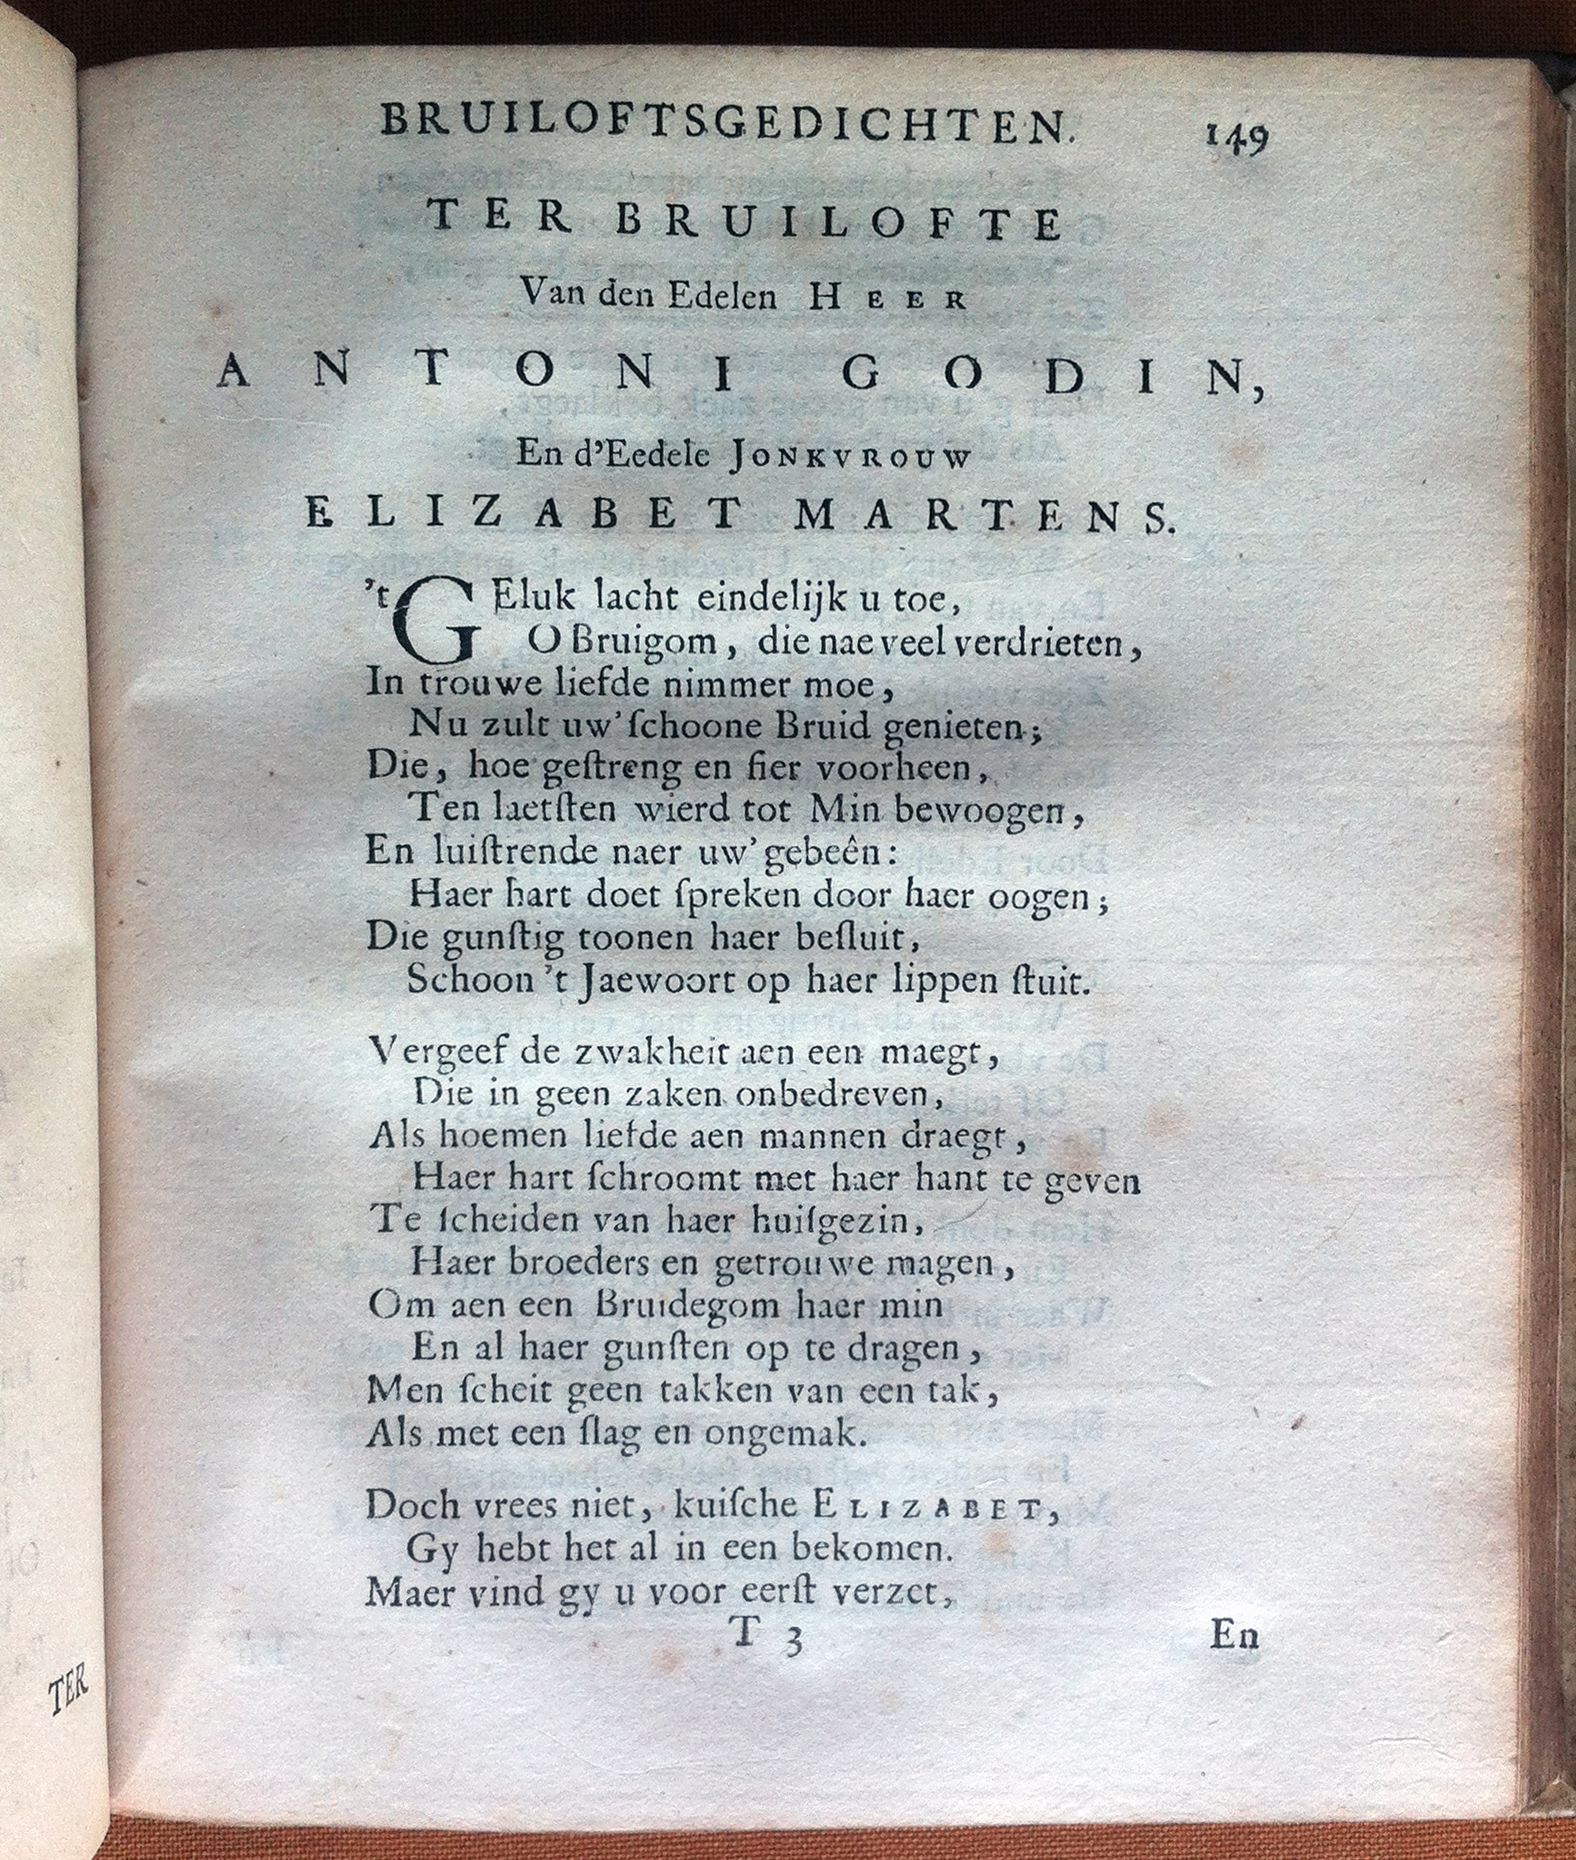 BRUILOFTSGEDICHTEN. 149
TER BRUILOFTE
Van den Edelen HEER
ANTONI GODIN,
En d'Eedele JONKVROUW
ELIZABET MARTENS.
'tGEluk lacht eindelijk u toe,
O Bruigom, die nae veel verdrieten,
In trouwe liefde nimmer moe,
Nu zult uw' ſchoone Bruid genieten;
Die, hoe geſtreng en fier voorheen,
Ten laetſten wierd tot Min bewoogen,
En luiſtrende naer uw' gebeên:
Haer hart doet ſpreken door haer oogen;
Die gunſtig toonen haer beſluit,
Schoon 't Jaewoort op haer lippen ſtuit.
Vergeef de zwakheit aen een maegt,
Die in geen zaken onbedreven,
Als hoemen liefde aen mannen draegt,
Haer hart ſchroomt met haer hant te geven
Te ſcheiden van haer huiſgezin,
Haer broeders en getrouwe magen,
Om aen een Bruidegom haer min
En al haer gunſten op te dragen,
Men ſcheit geen takken van een tak,
Als met een ſlag en ongemak.
Doch vrees niet, kuiſche ELIZABET,
Gy hebt het al in een bekomen.
Maer vind gy u voor eerſt verzet,
T 3 En
TER